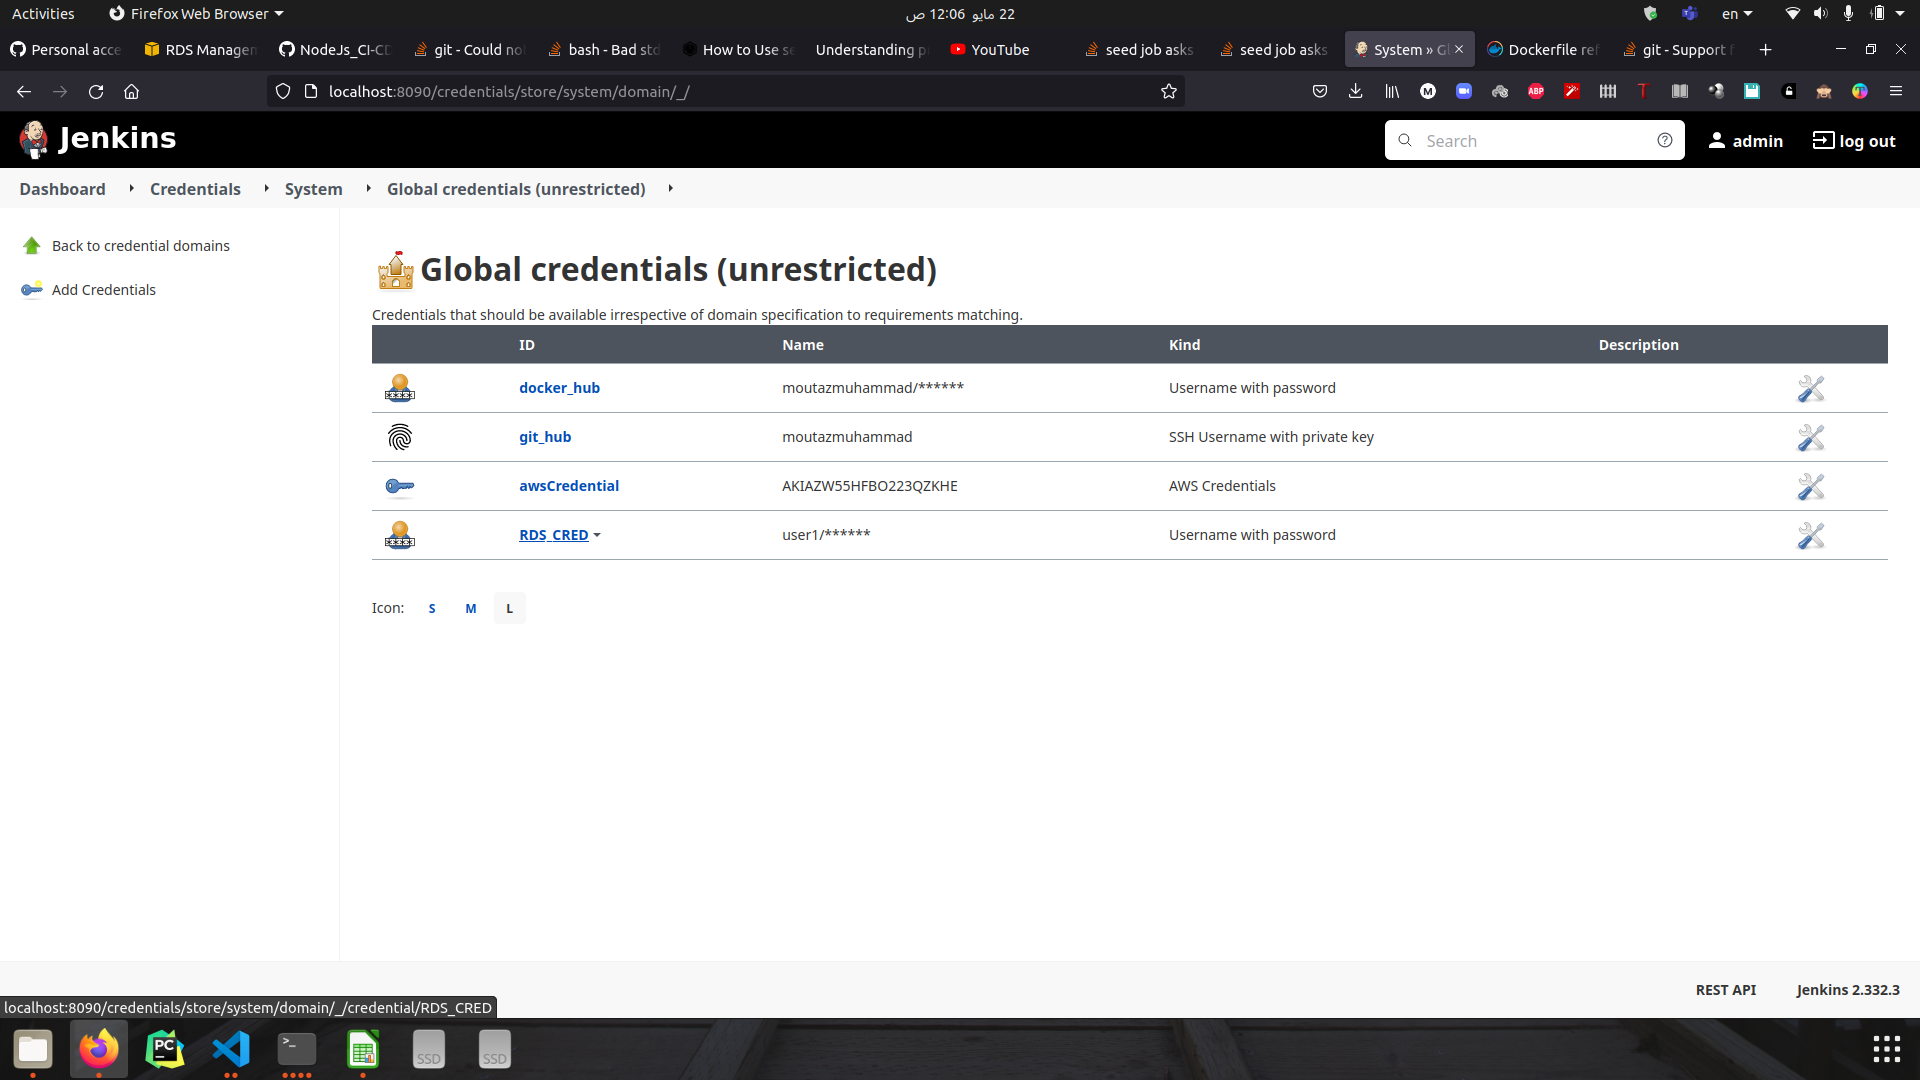 Activities
Firefox Web Browser
22 مايو 12:06 ص
en
Personal acce
RDS Managem
NodeJs_CI-CD
git - Could no
bash - Bad std
How to Use se
Understanding p
YouTube
seed job asks
seed job asks
System » Gl
Dockerfile ref
git - Support f
localhost:8090/credentials/store/system/domain/_/
M
ABP
T
Jenkins
Search
admin
log out
Dashboard
Credentials
System
Global credentials (unrestricted)
Back to credential domains
Add Credentials
Global credentials (unrestricted)
Credentials that should be available irrespective of domain specification to requirements matching.
ID Name Kind Description
docker_hub moutazmuhammad/****** Username with password
git_hub moutazmuhammad SSH Username with private key
awsCredential AKIAZW55HFBO223QZKHE AWS Credentials
RDS_CRED user1/****** Username with password
Icon: S M L
REST API Jenkins 2.332.3
localhost:8090/credentials/store/system/domain/_/credential/RDS_CRED
PC
>_
SSD
SSD